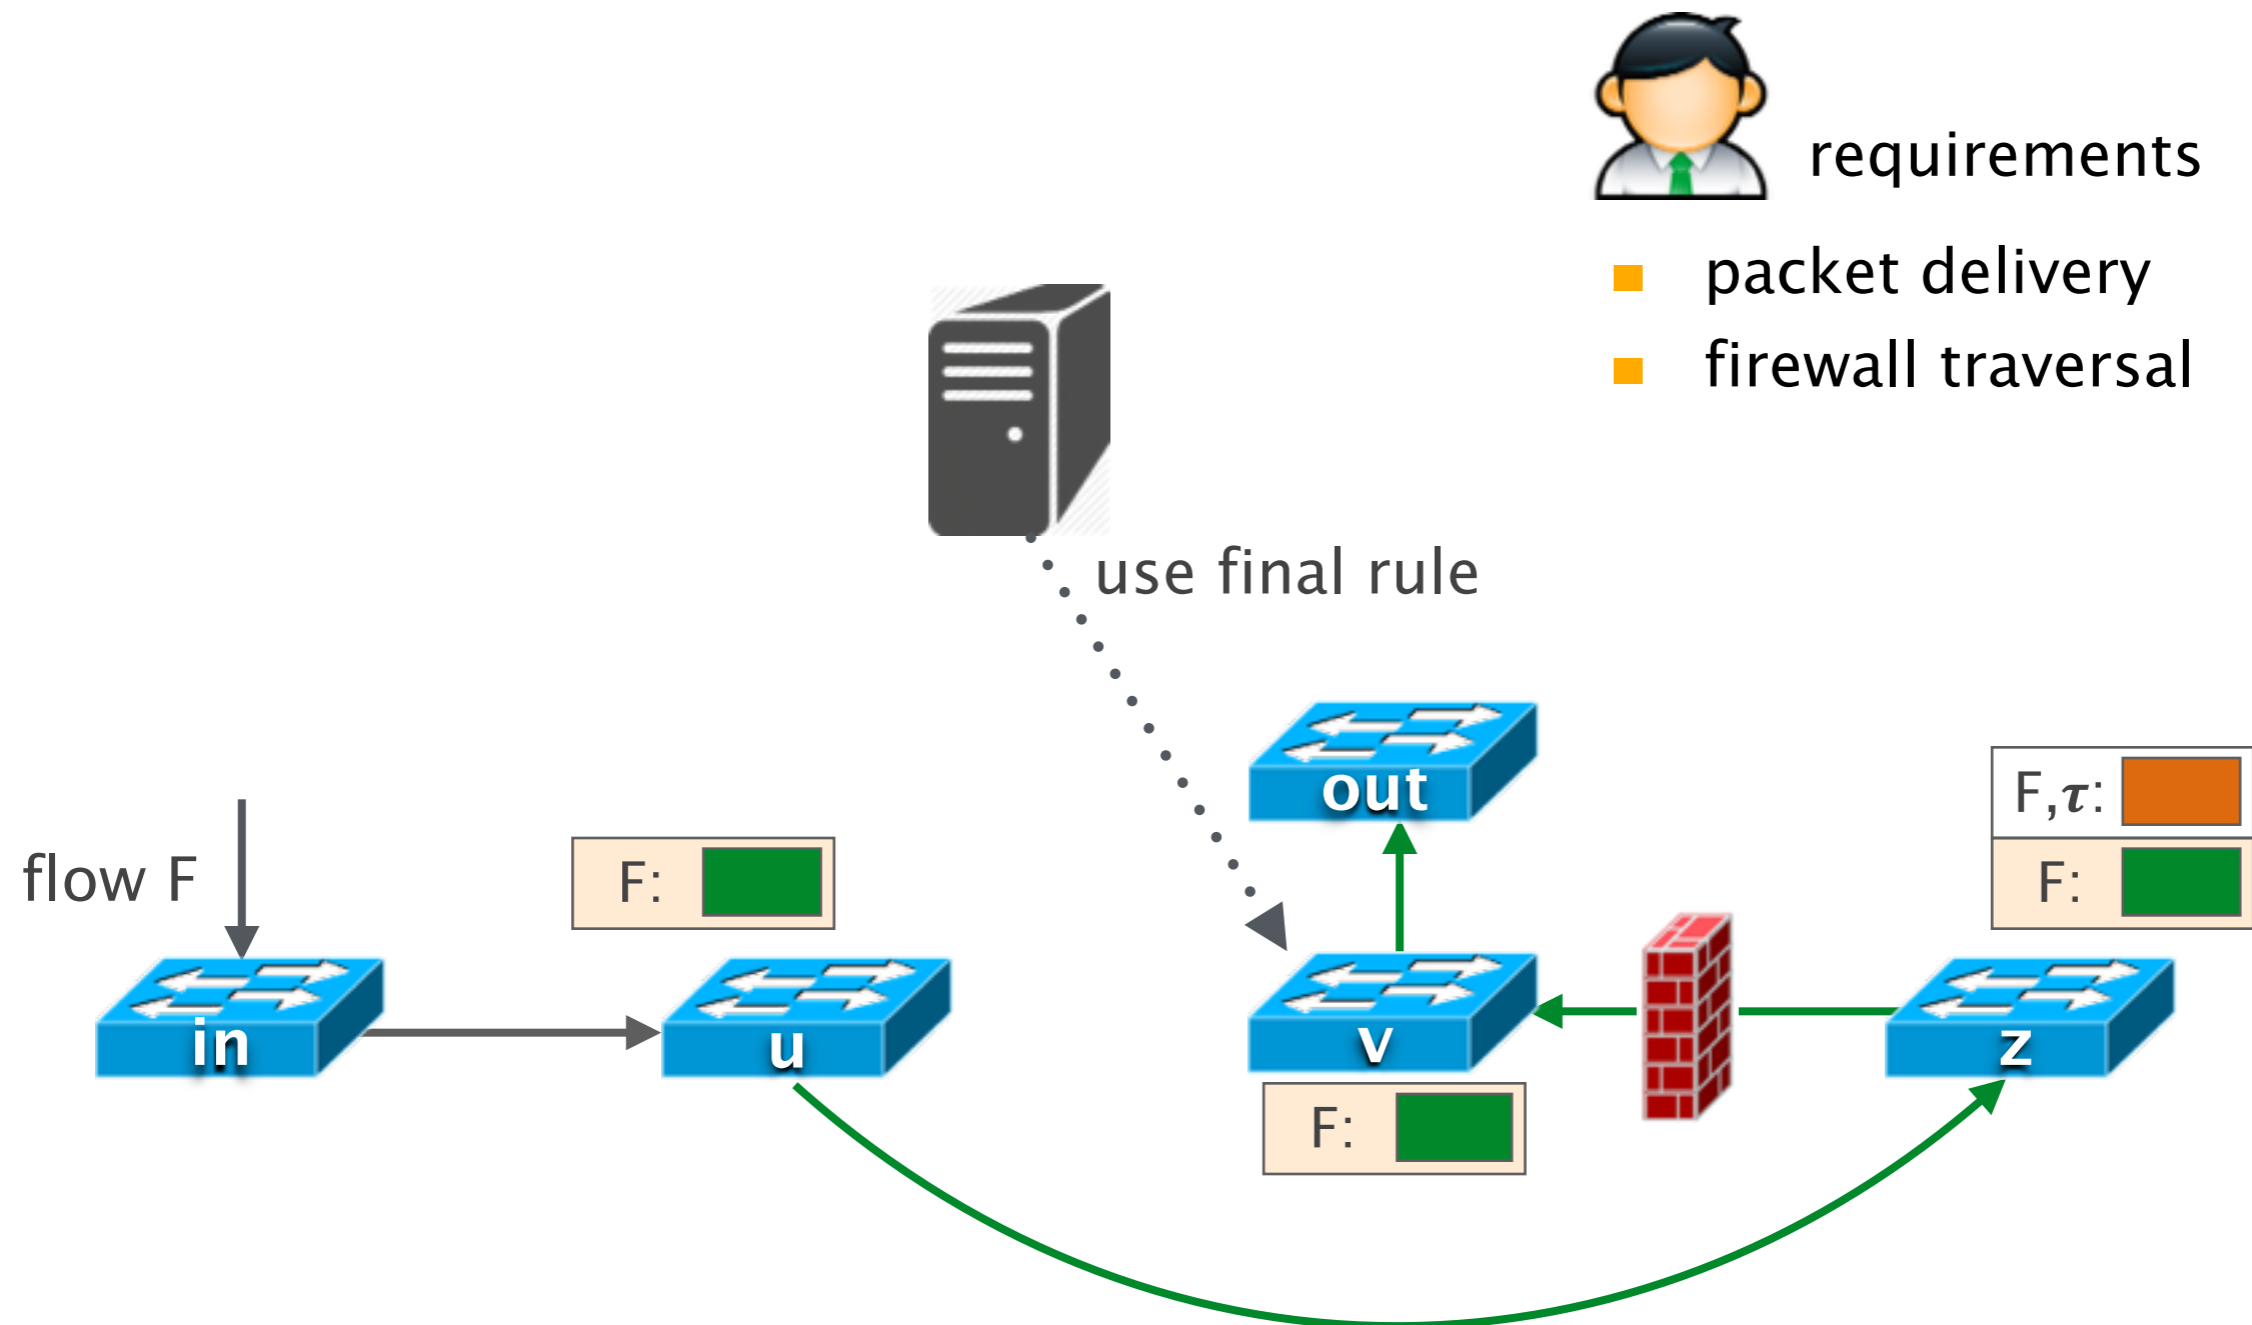 requirements
packet delivery
firewall traversal
use final rule
out
F,τ:
F:
flow F
F:
in
u
v
z
F: